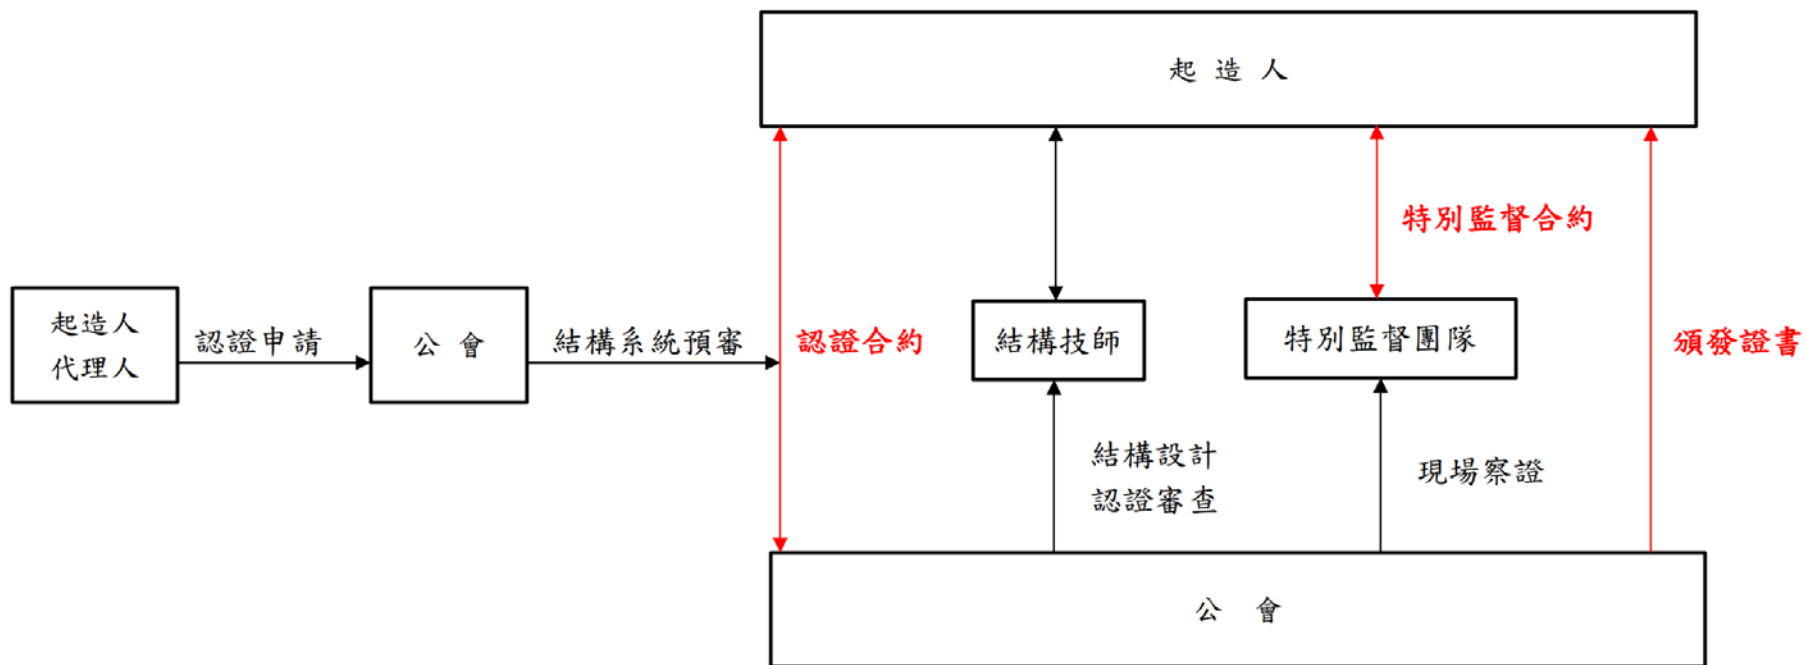 起造人
特別監督合約
起造人
代理人
認證申請
公會
結構系統預審
認證合約
結構技師
特別監督團隊
頒發證書
結構設計
認證審查
現場察證
公會